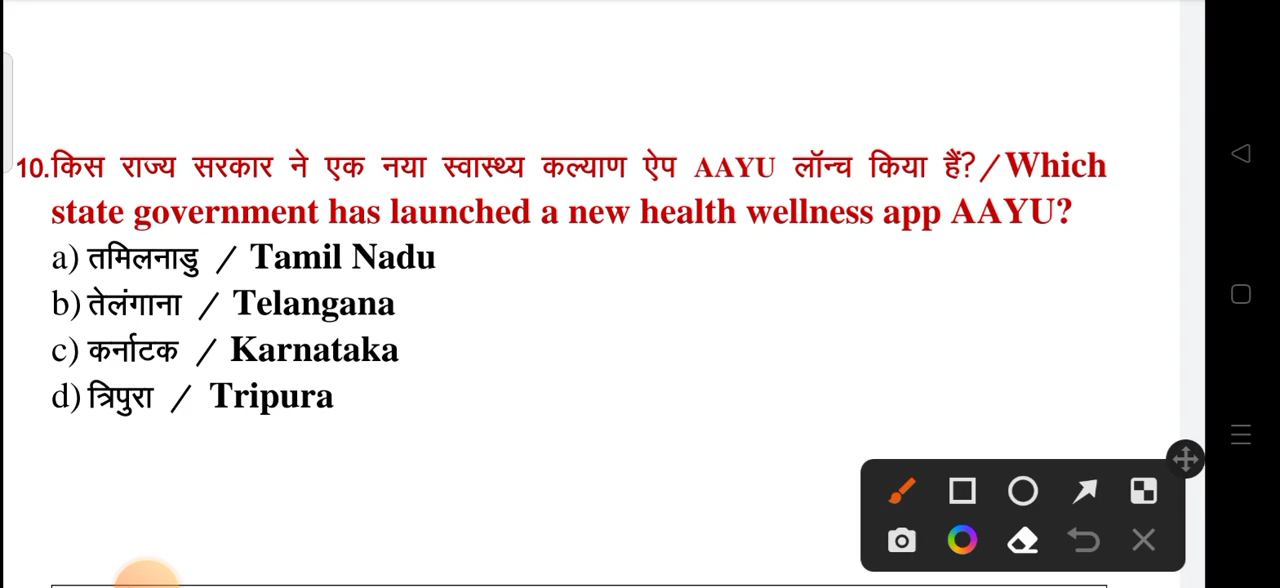 10.किस राज्य सरकार ने एक नया स्वास्थ्य कल्याण ऐप AAYU लॉन्च किया हैं?/Which
state government has launched a new health wellness app AAYU?
a) तमिलनाडु / Tamil Nadu
b) तेलंगाना / Telangana
c) कर्नाटक / Karnataka
d) त्रिपुरा / Tripura